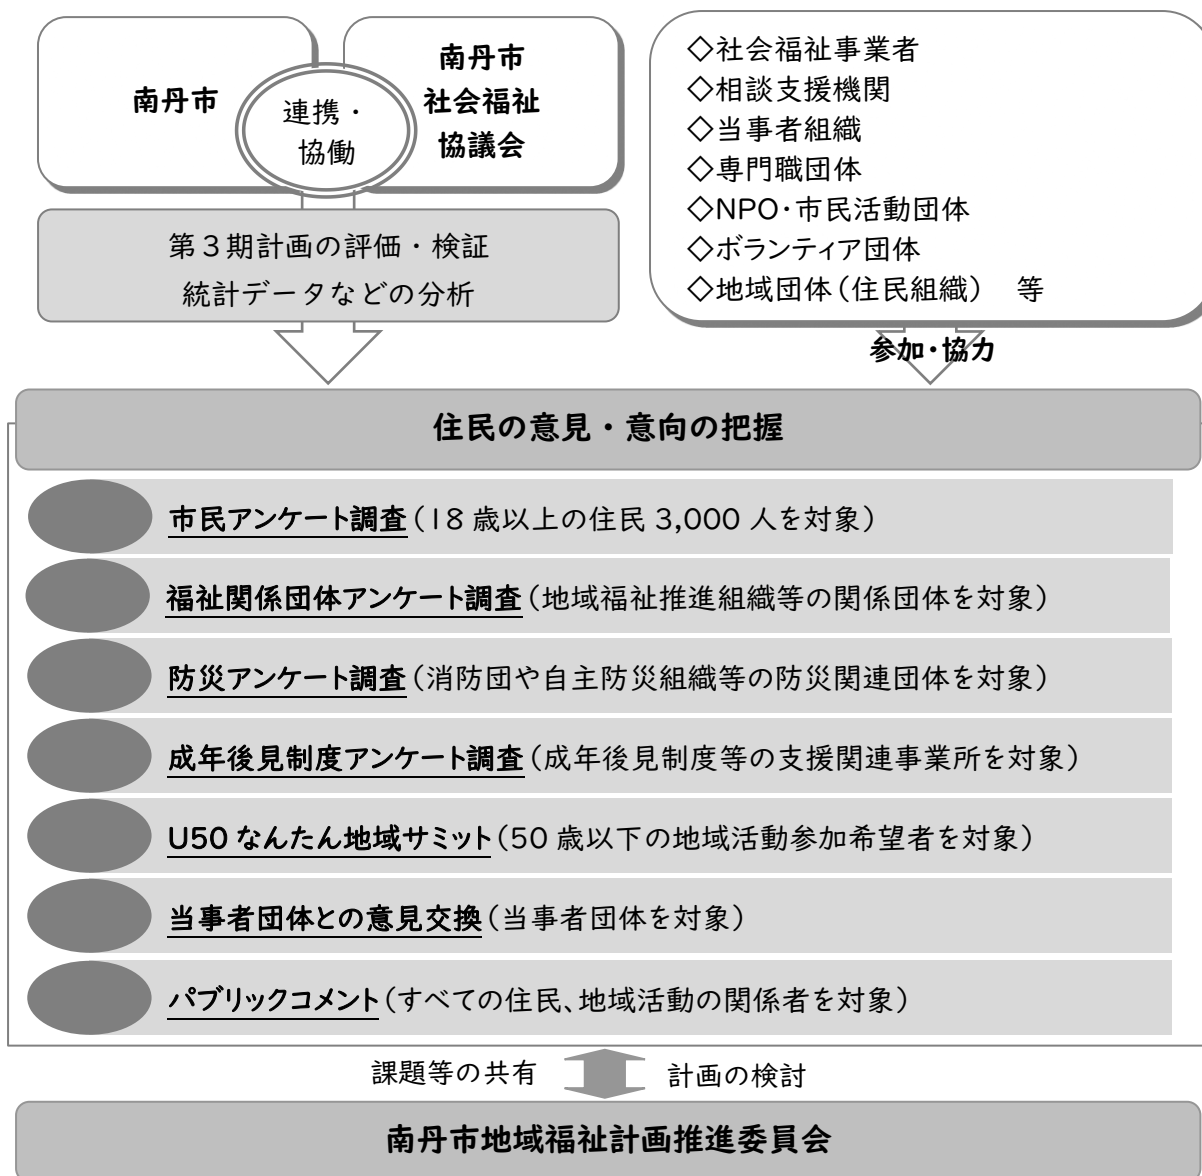 南丹市
連携・
協働
南丹市
社会福祉
協議会
第3期計画の評価・検証
統計データなどの分析
◇社会福祉事業者
◇相談支援機関
◇当事者組織
◇専門職団体
◇NPO・市民活動団体
◇ボランティア団体
◇地域団体(住民組織) 等
参加・協力
住民の意見・意向の把握
市民アンケート調査(18歳以上の住民3,000人を対象)
福祉関係団体アンケート調査(地域福祉推進組織等の関係団体を対象)
防災アンケート調査(消防団や自主防災組織等の防災関連団体を対象)
成年後見制度アンケート調査(成年後見制度等の支援関連事業所を対象)
U50なんたん地域サミット(50歳以下の地域活動参加希望者を対象)
当事者団体との意見交換(当事者団体を対象)
パブリックコメント(すべての住民、地域活動の関係者を対象)
課題等の共有 計画の検討
南丹市地域福祉計画推進委員会